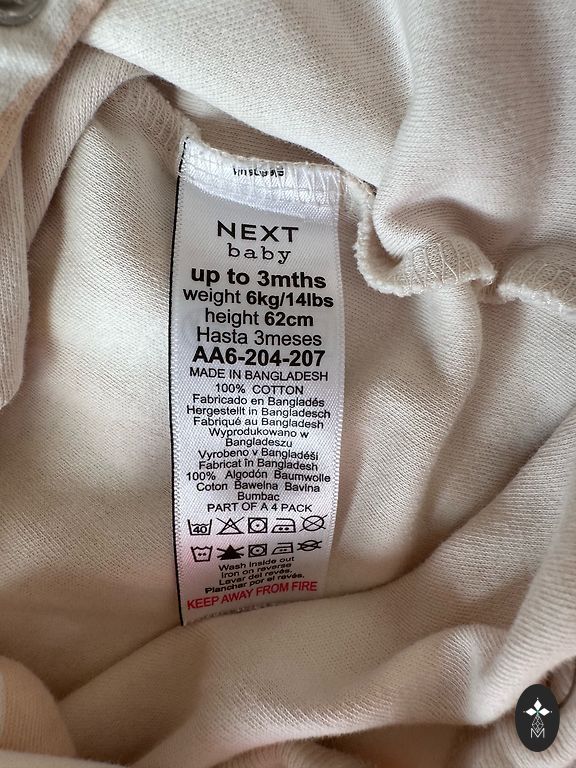 NEXT
baby
up to 3mths
weight 6kg/14lbs
height 62cm
Hasta 3meses
AA6-204-207
MADE IN BANGLADESH
100% COTTON
Fabricado en Bangladés
Hergestellt in Bangladesch
Fabriqué au Bangladesh
Wyprodukowano w
Bangladeszu
Vyrobeno v Bangladéši
Fabricat în Bangladesh
100% Algodón Baumwolle
Coton Bawełna Bavlna
Bumbac
PART OF A 4 PACK
40
Wash inside out
Iron on reverse
Lavar del revés.
Planchar por el revés.
KEEP AWAY FROM FIRE